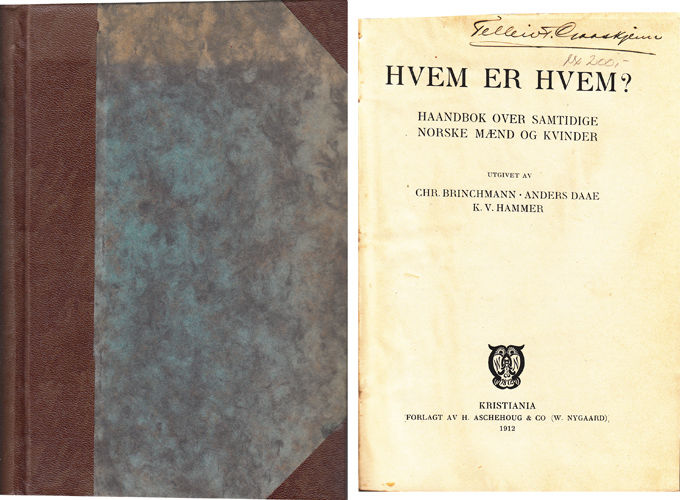 HVEM ER HVEM?
HAANDBOK OVER SAMTIDIGE
NORSKE MÆND OG KVINDER
UTGIVET AV
CHR. BRINCHMANN · ANDERS DAAE
K. V. HAMMER
KRISTIANIA
FORLAGT AV H. ASCHEHOUG & CO (W. NYGAARD)
1912